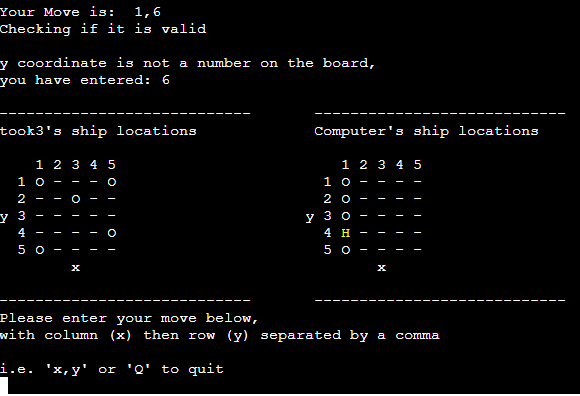 Your Move is:  1,6
Checking if it is valid
y coordinate is not a number on the board,
you have entered: 6
----------------------------       ----------------------------
took3's ship locations             Computer's ship locations
    1 2 3 4 5                         1 2 3 4 5
  1 O - - - O                       1 O - - - -
  2 - - O - -                       2 O - - - -
y 3 - - - - -                     y 3 O - - - -
  4 - - - - O                       4 H - - - -
  5 O - - - -                       5 O - - - -
        x                                 x
----------------------------       ----------------------------
Please enter your move below,
with column (x) then row (y) separated by a comma
i.e. 'x,y' or 'Q' to quit